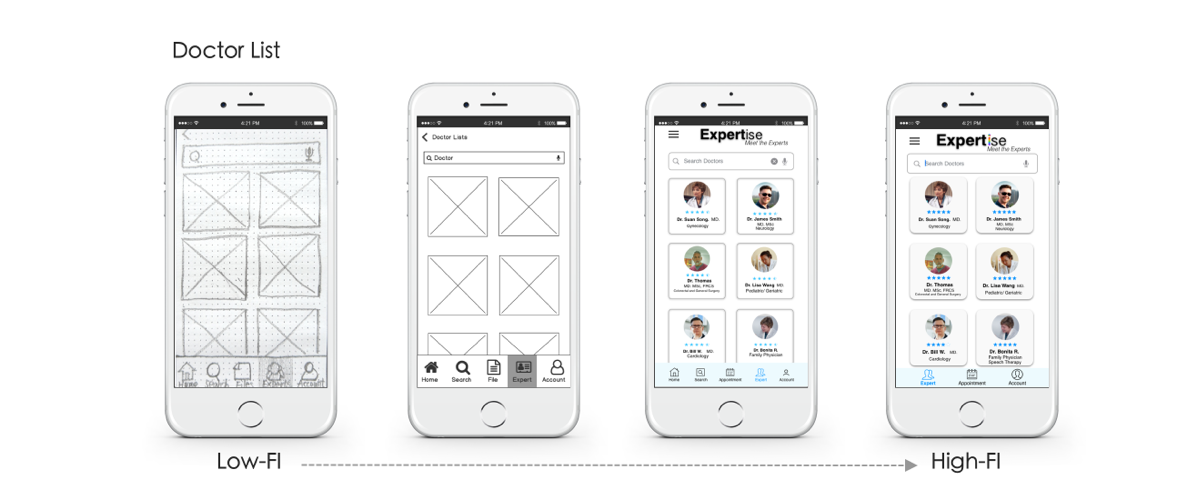 Doctor List
4:21 PM
100%
Home Search Files Experts Account
4:21 PM
100%
Doctor Lists
Doctor
Home Search File Expert Account
4:21 PM
100%
Expertise
Meet the Experts
Search Doctors
Dr. Suan Song. MD.
Gynecology
Dr. James Smith
MD. MSc
Neurology
Dr. Thomas
MD. MSc, FRCS
Colorectal and General Surgery
Dr. Lisa Wang MD.
Pediatric/ Geriatric
Dr. Bill W. MD.
Cardiology
Dr. Bonita R.
Family Physician
Home Search Appointment Expert Account
4:21 PM
100%
Expertise
Meet the Experts
Search Doctors
Dr. Suan Song. MD.
Gynecology
Dr. James Smith
MD. MSc
Neurology
Dr. Thomas
MD. MSc, FRCS
Colorectal and General Surgery
Dr. Lisa Wang MD.
Pediatric/ Geriatric
Dr. Bill W. MD.
Cardiology
Dr. Bonita R.
Family Physician
Speech Therapy
Expert Appointment Account
Low-FI
High-FI